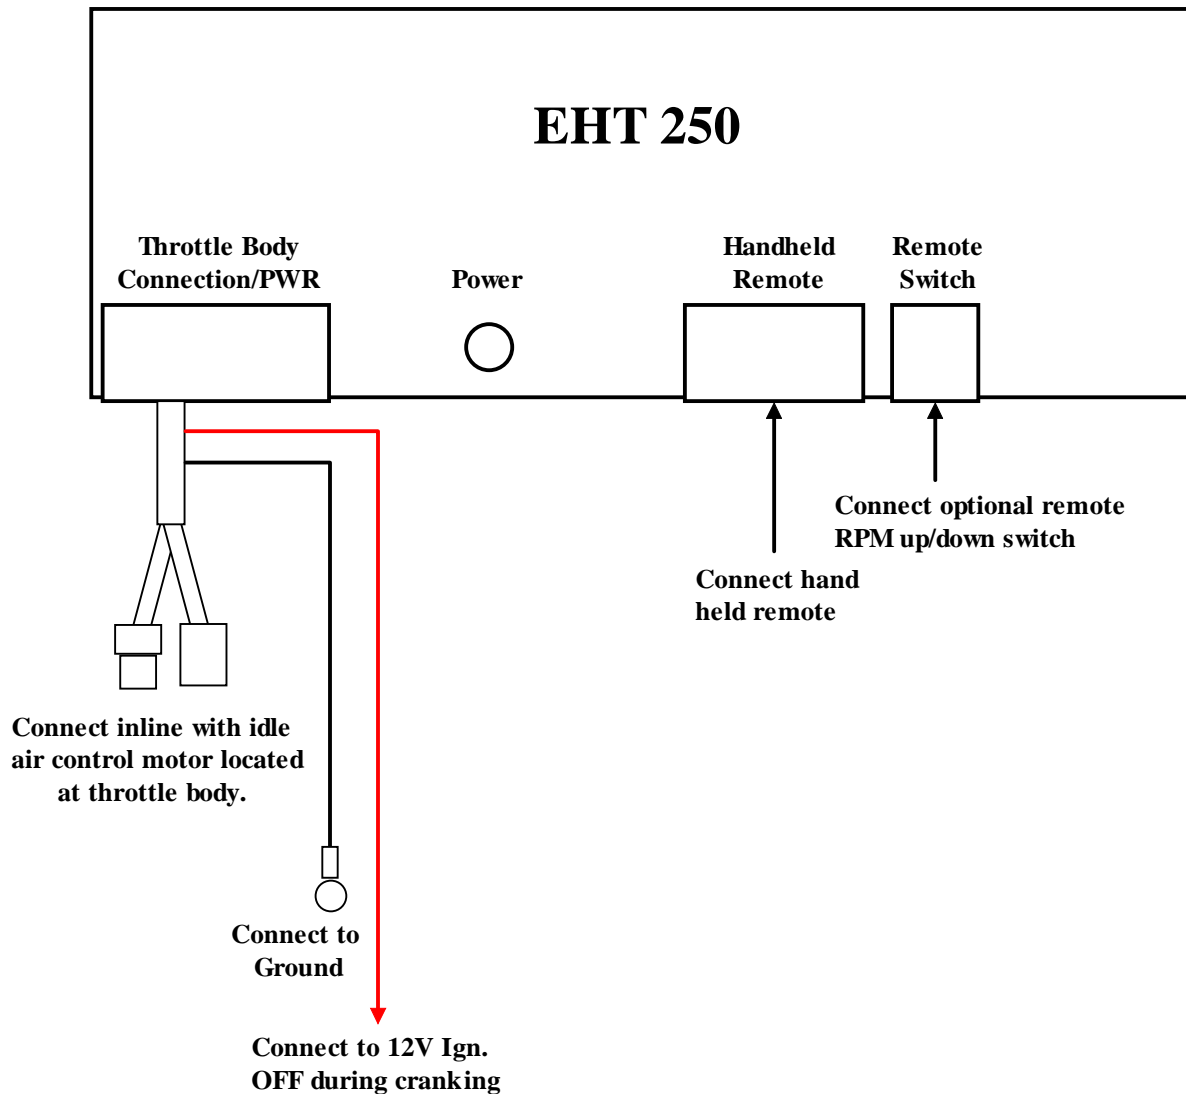 EHT 250
Throttle Body
Connection/PWR
Power
Handheld
Remote
Remote
Switch
Connect optional remote
RPM up/down switch
Connect hand
held remote
Connect inline with idle
air control motor located
at throttle body.
Connect to
Ground
Connect to 12V Ign.
OFF during cranking